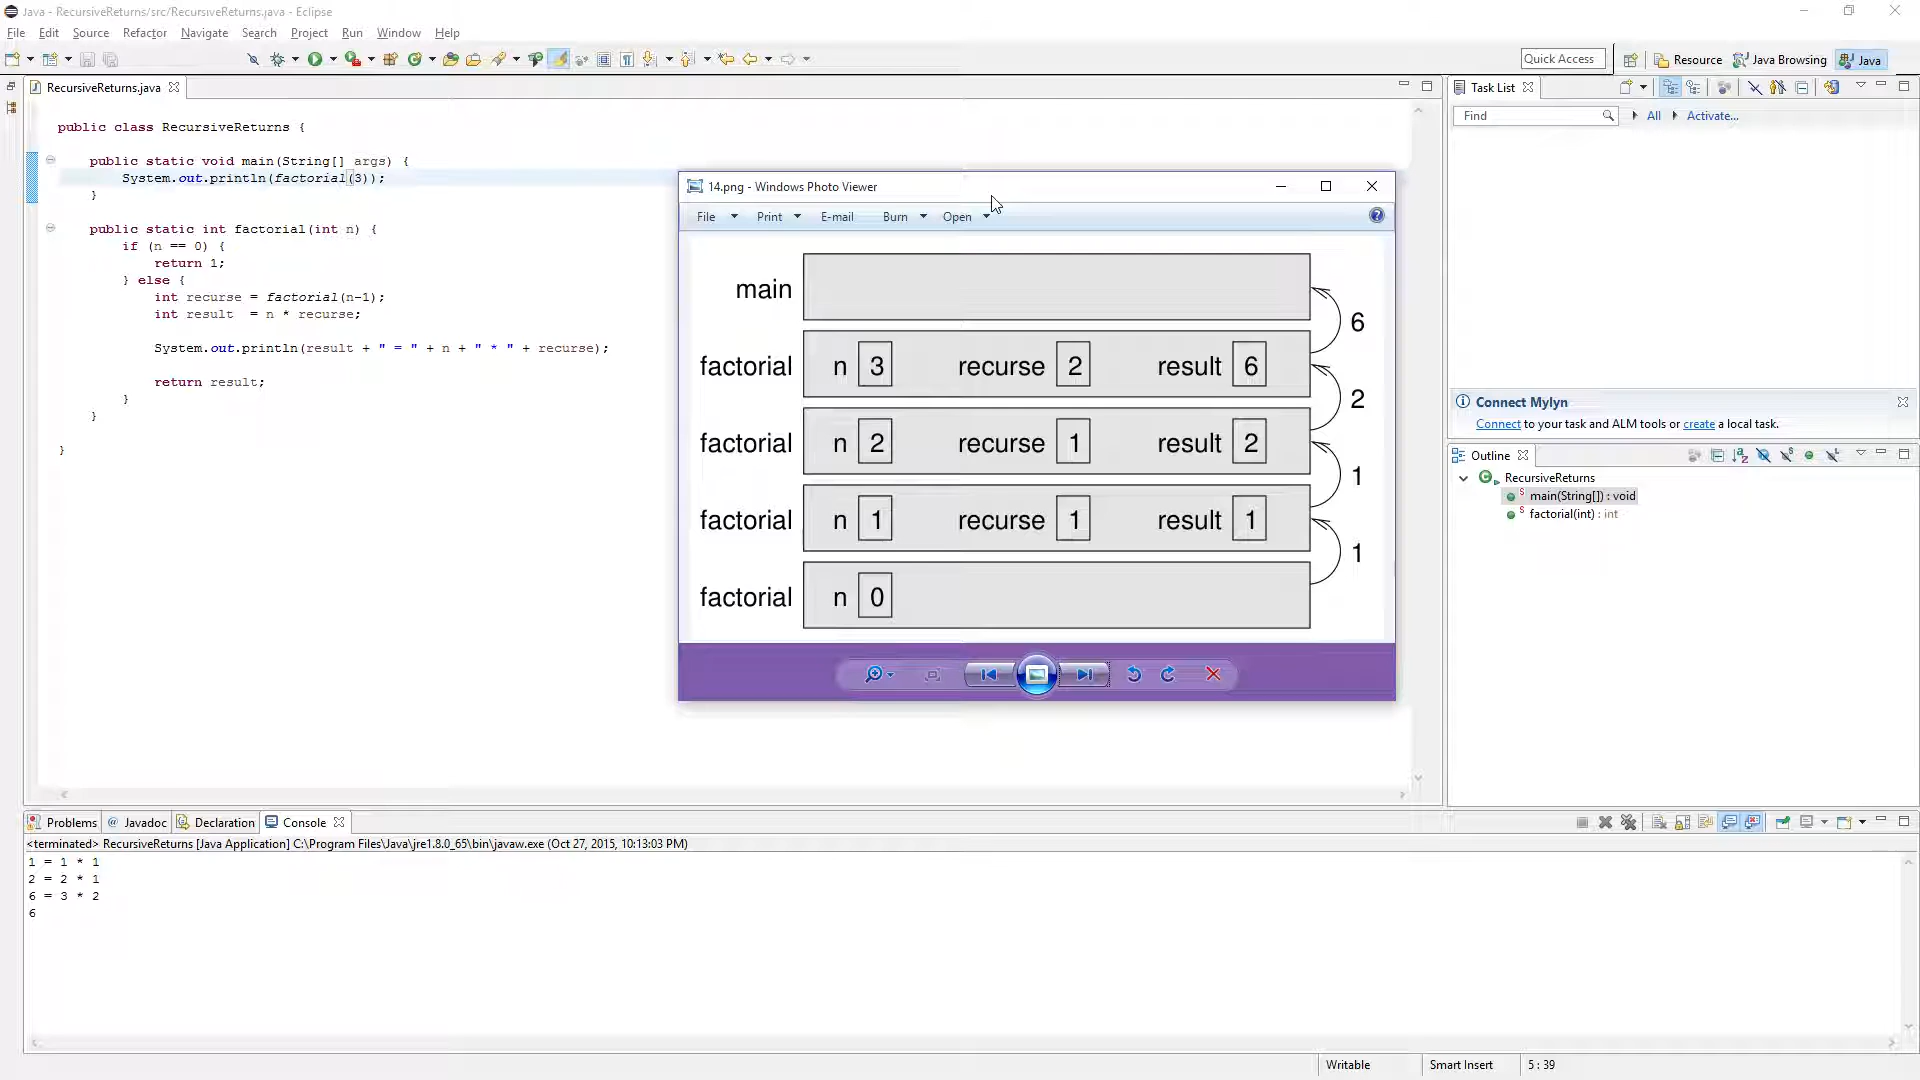 Java - RecursiveReturns/src/RecursiveReturns.java - Eclipse
File Edit Source Refactor Navigate Search Project Run Window Help
Quick Access Resource Java Browsing Java
RecursiveReturns.java
public class RecursiveReturns {
public static void main(String[] args) {
System.out.println(factorial(3));
}
public static int factorial(int n) {
if (n == 0) {
return 1;
} else {
int recurse = factorial(n-1);
int result = n * recurse;
System.out.println(result + " = " + n + " * " + recurse);
return result;
}
}
}
14.png - Windows Photo Viewer
File Print E-mail Burn Open
main
6
factorial n 3 recurse 2 result 6
2
factorial n 2 recurse 1 result 2
1
factorial n 1 recurse 1 result 1
1
factorial n 0
Task List
Find All Activate...
Connect Mylyn
Connect to your task and ALM tools or create a local task.
Outline
RecursiveReturns
main(String[]) : void
factorial(int) : int
Problems @ Javadoc Declaration Console
<terminated> RecursiveReturns [Java Application] C:\Program Files\Java\jre1.8.0_65\bin\javaw.exe (Oct 27, 2015, 10:13:03 PM)
1 = 1 * 1
2 = 2 * 1
6 = 3 * 2
6
Writable Smart Insert 5 : 39